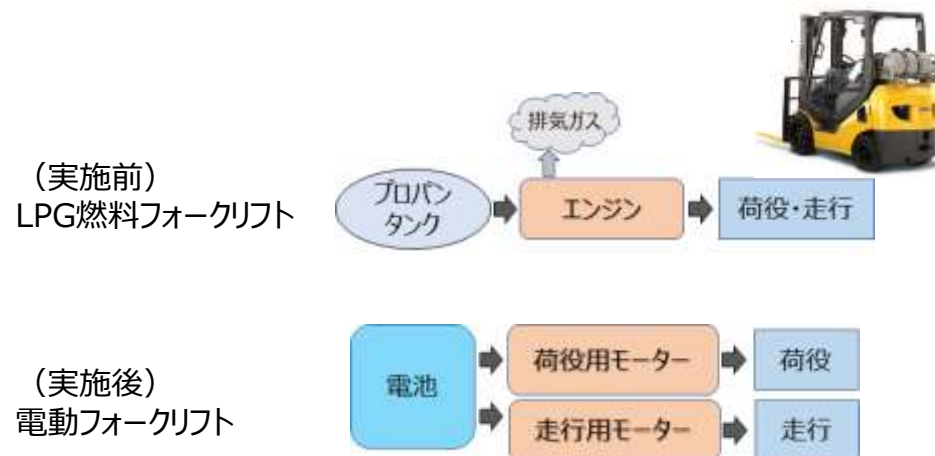 排気ガス
（実施前）
LPG燃料フォークリフト
プロパン
タンク
エンジン
荷役・走行
（実施後）
電動フォークリフト
電池
荷役用モーター
荷役
走行用モーター
走行